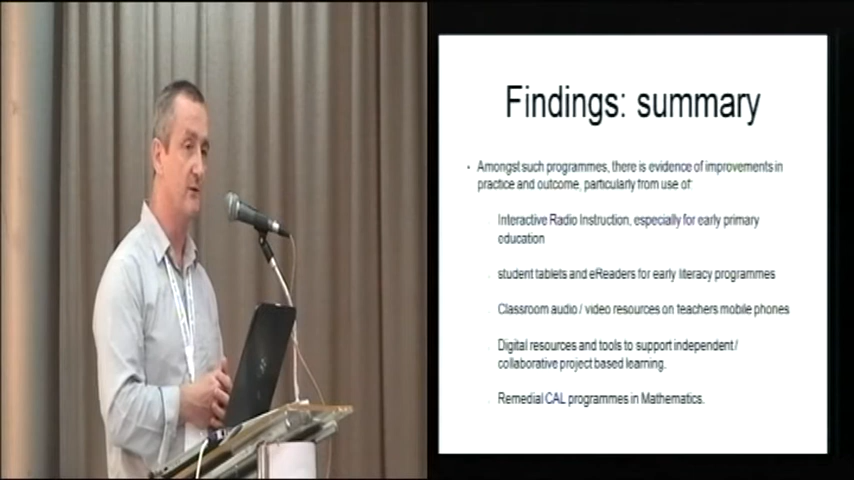 Findings: summary
Amongst such programmes, there is evidence of improvements in
practice and outcome, particularly from use of:
Interactive Radio Instruction, especially for early primary
education
student tablets and eReaders for early literacy programmes
Classroom audio / video resources on teachers mobile phones
Digital resources and tools to support independent /
collaborative project based learning.
Remedial CAL programmes in Mathematics.